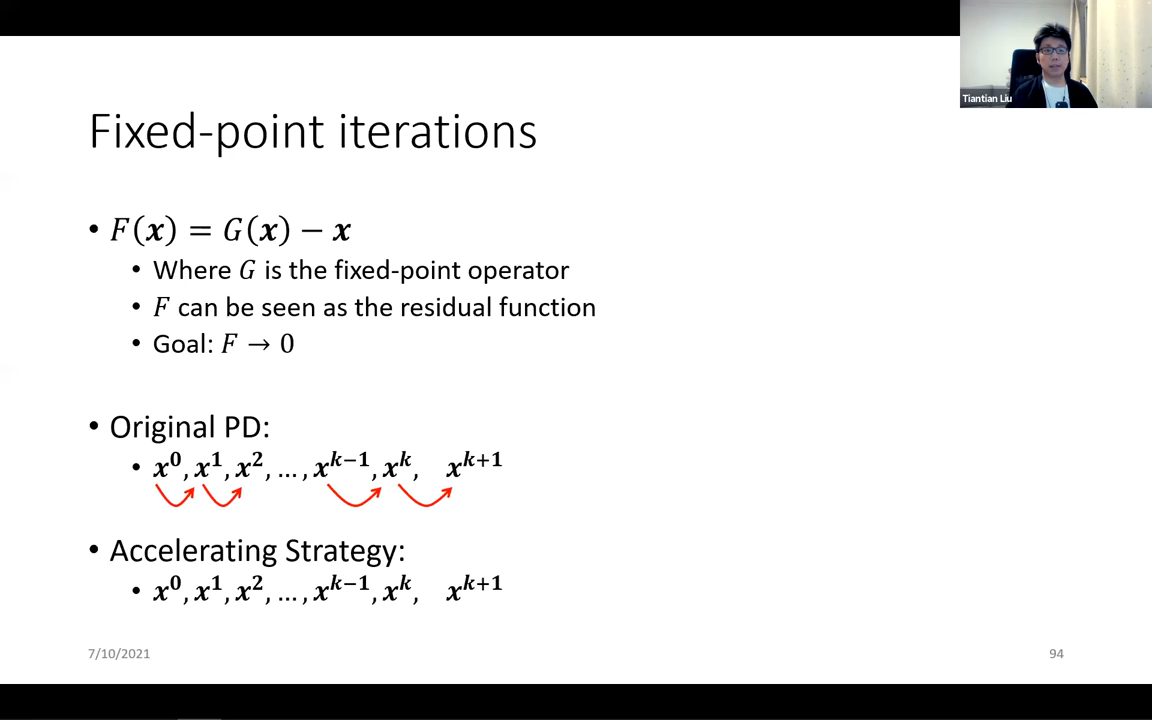 Tiantian Liu
Fixed-point iterations
• F(x) = G(x) − x
• Where G is the fixed-point operator
• F can be seen as the residual function
• Goal: F → 0
• Original PD:
• x⁰, x¹, x², … , xᵏ⁻¹, xᵏ, xᵏ⁺¹
• Accelerating Strategy:
• x⁰, x¹, x², … , xᵏ⁻¹, xᵏ, xᵏ⁺¹
7/10/2021
94